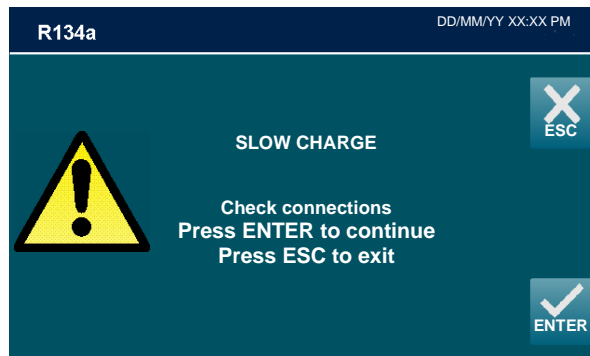 R134a
DD/MM/YY XX:XX PM
ESC
SLOW CHARGE
Check connections
Press ENTER to continue
Press ESC to exit
ENTER